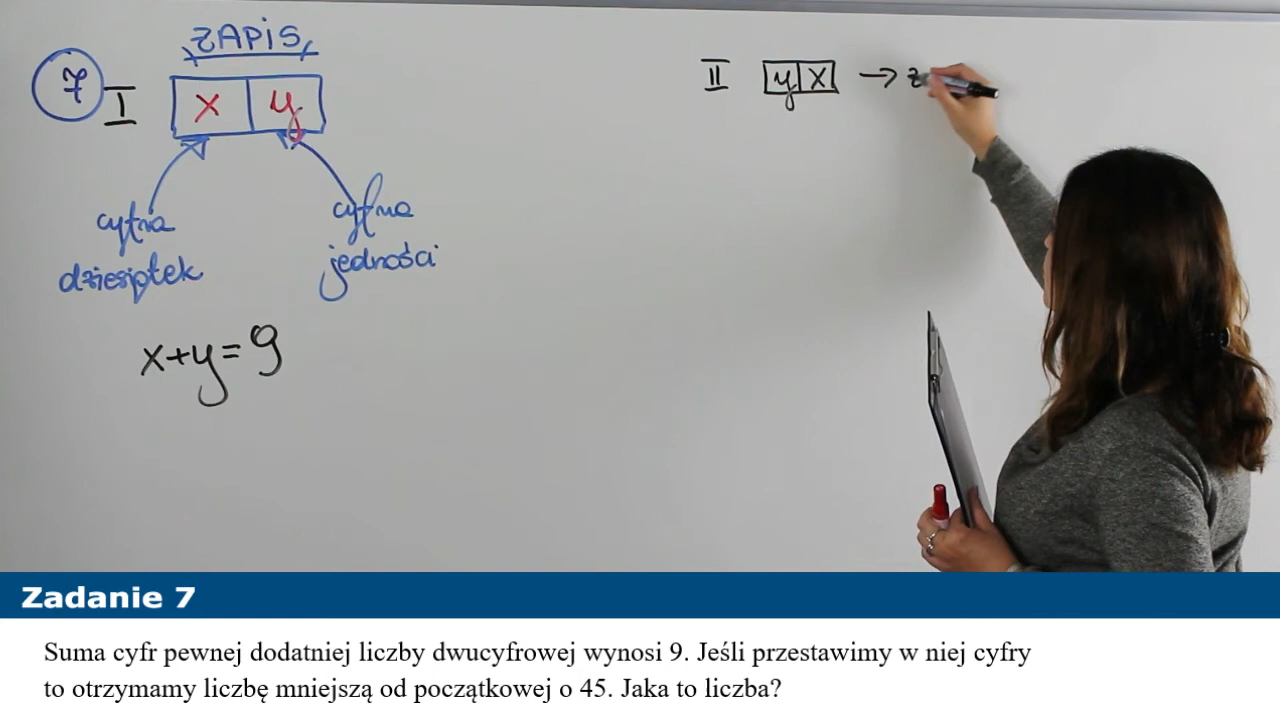 ZAPIS
7 I x y
II y x → z
cyfra
dziesiątek
cyfra
jedności
x+y=9
Zadanie 7
Suma cyfr pewnej dodatniej liczby dwucyfrowej wynosi 9. Jeśli przestawimy w niej cyfry
to otrzymamy liczbę mniejszą od początkowej o 45. Jaka to liczba?